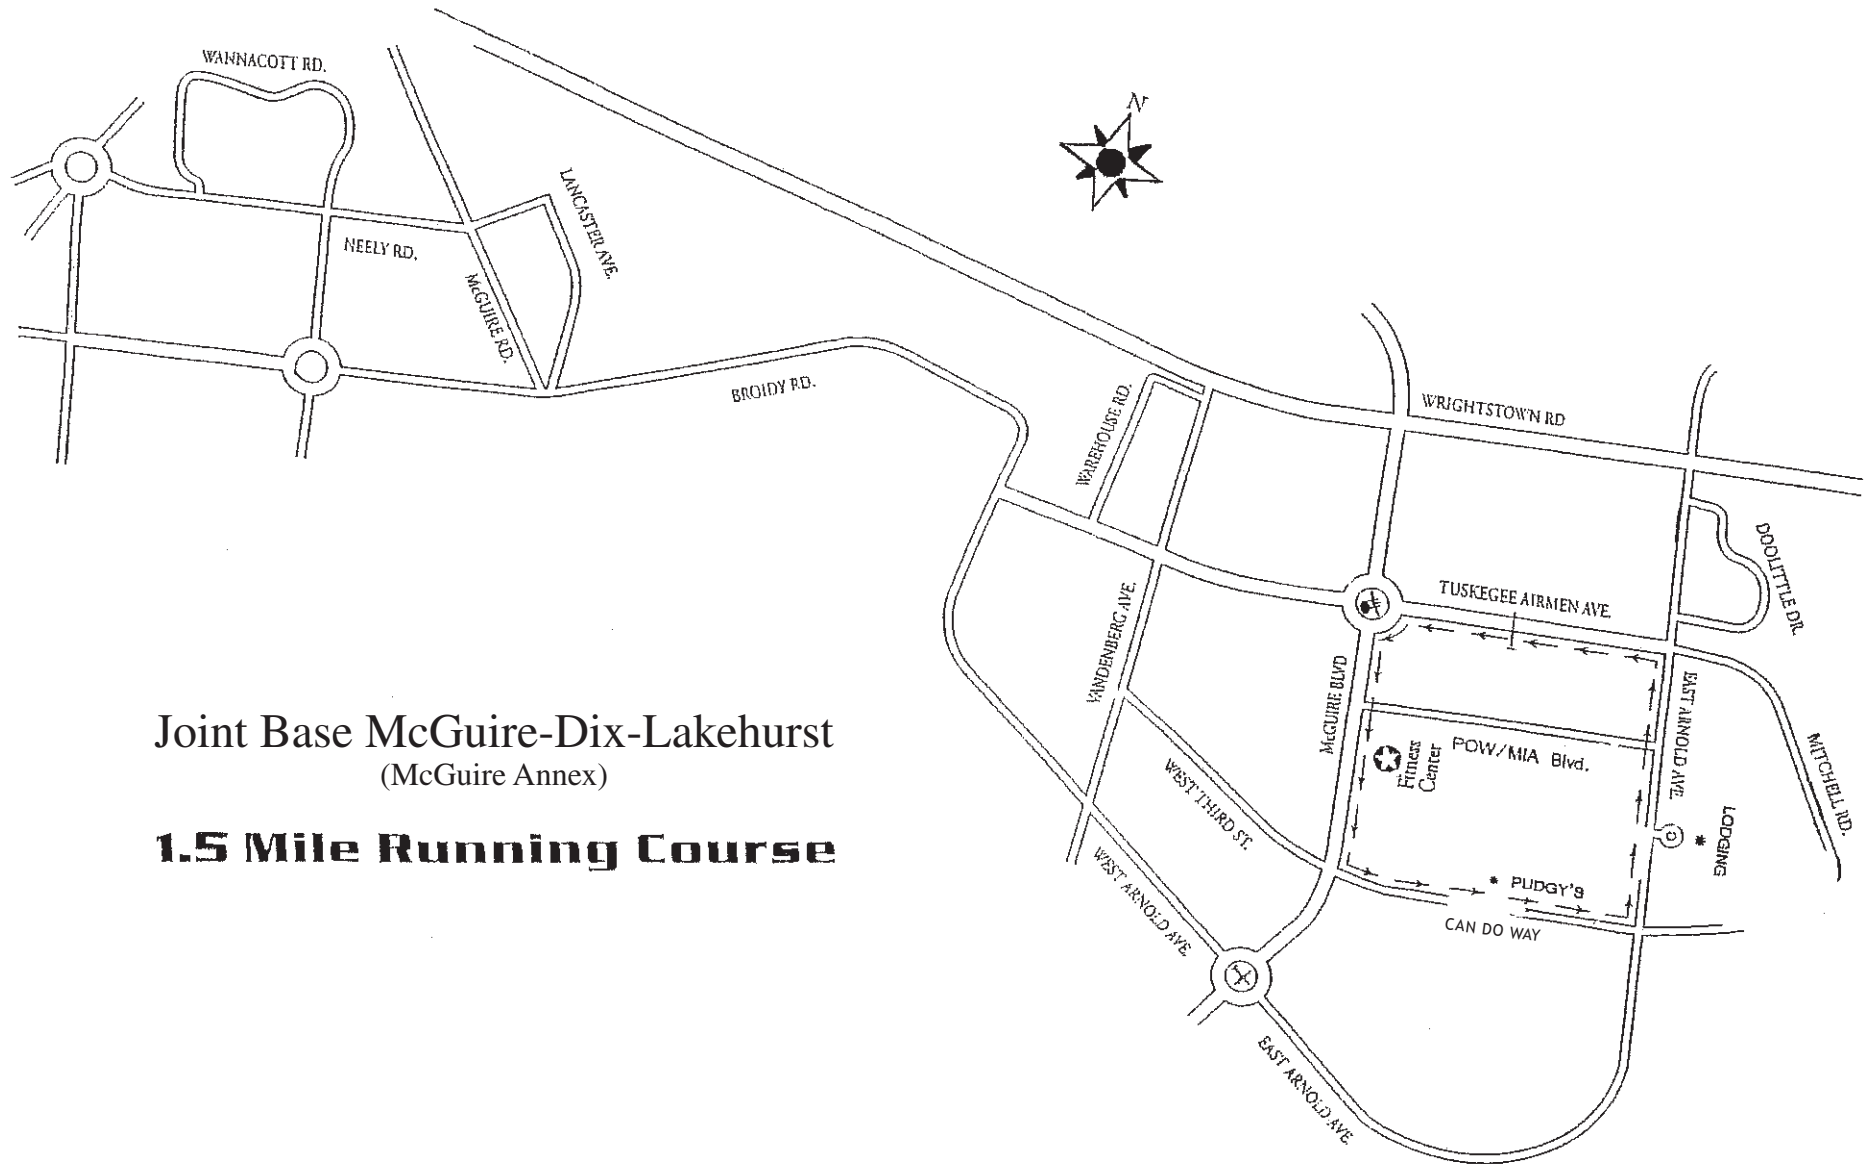 WANNACOTT RD.
N
LANCASTER AVE.
NEELY RD.
McGUIRE RD.
BROIDY RD.
WAREHOUSE RD.
WRIGHTSTOWN RD
DOOLITTLE DR.
TUSKEGEE AIRMEN AVE.
VANDENBERG AVE.
McGUIRE BLVD
EAST ARNOLD AVE.
MITCHELL RD.
POW/MIA Blvd.
Fitness
Center
Joint Base McGuire-Dix-Lakehurst
(McGuire Annex)
1.5 Mile Running Course
WEST THIRD ST.
LODGING
PUDGY'S
CAN DO WAY
WEST ARNOLD AVE.
EAST ARNOLD AVE.